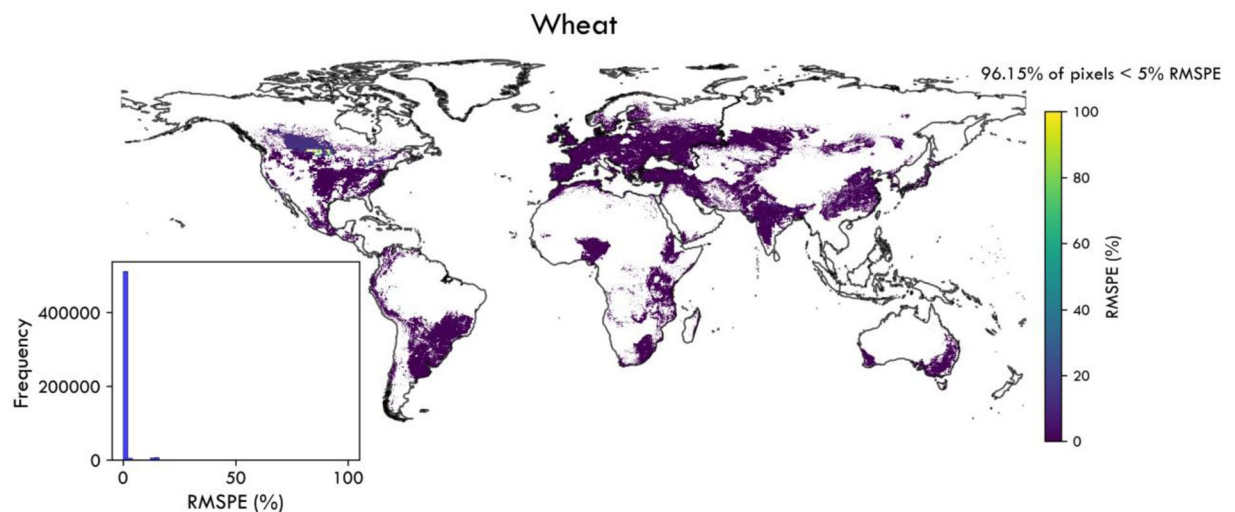 Wheat
96.15% of pixels < 5% RMSPE
100
80
60
40
20
0
RMSPE (%)
Frequency
400000
200000
0
0 50 100
RMSPE (%)